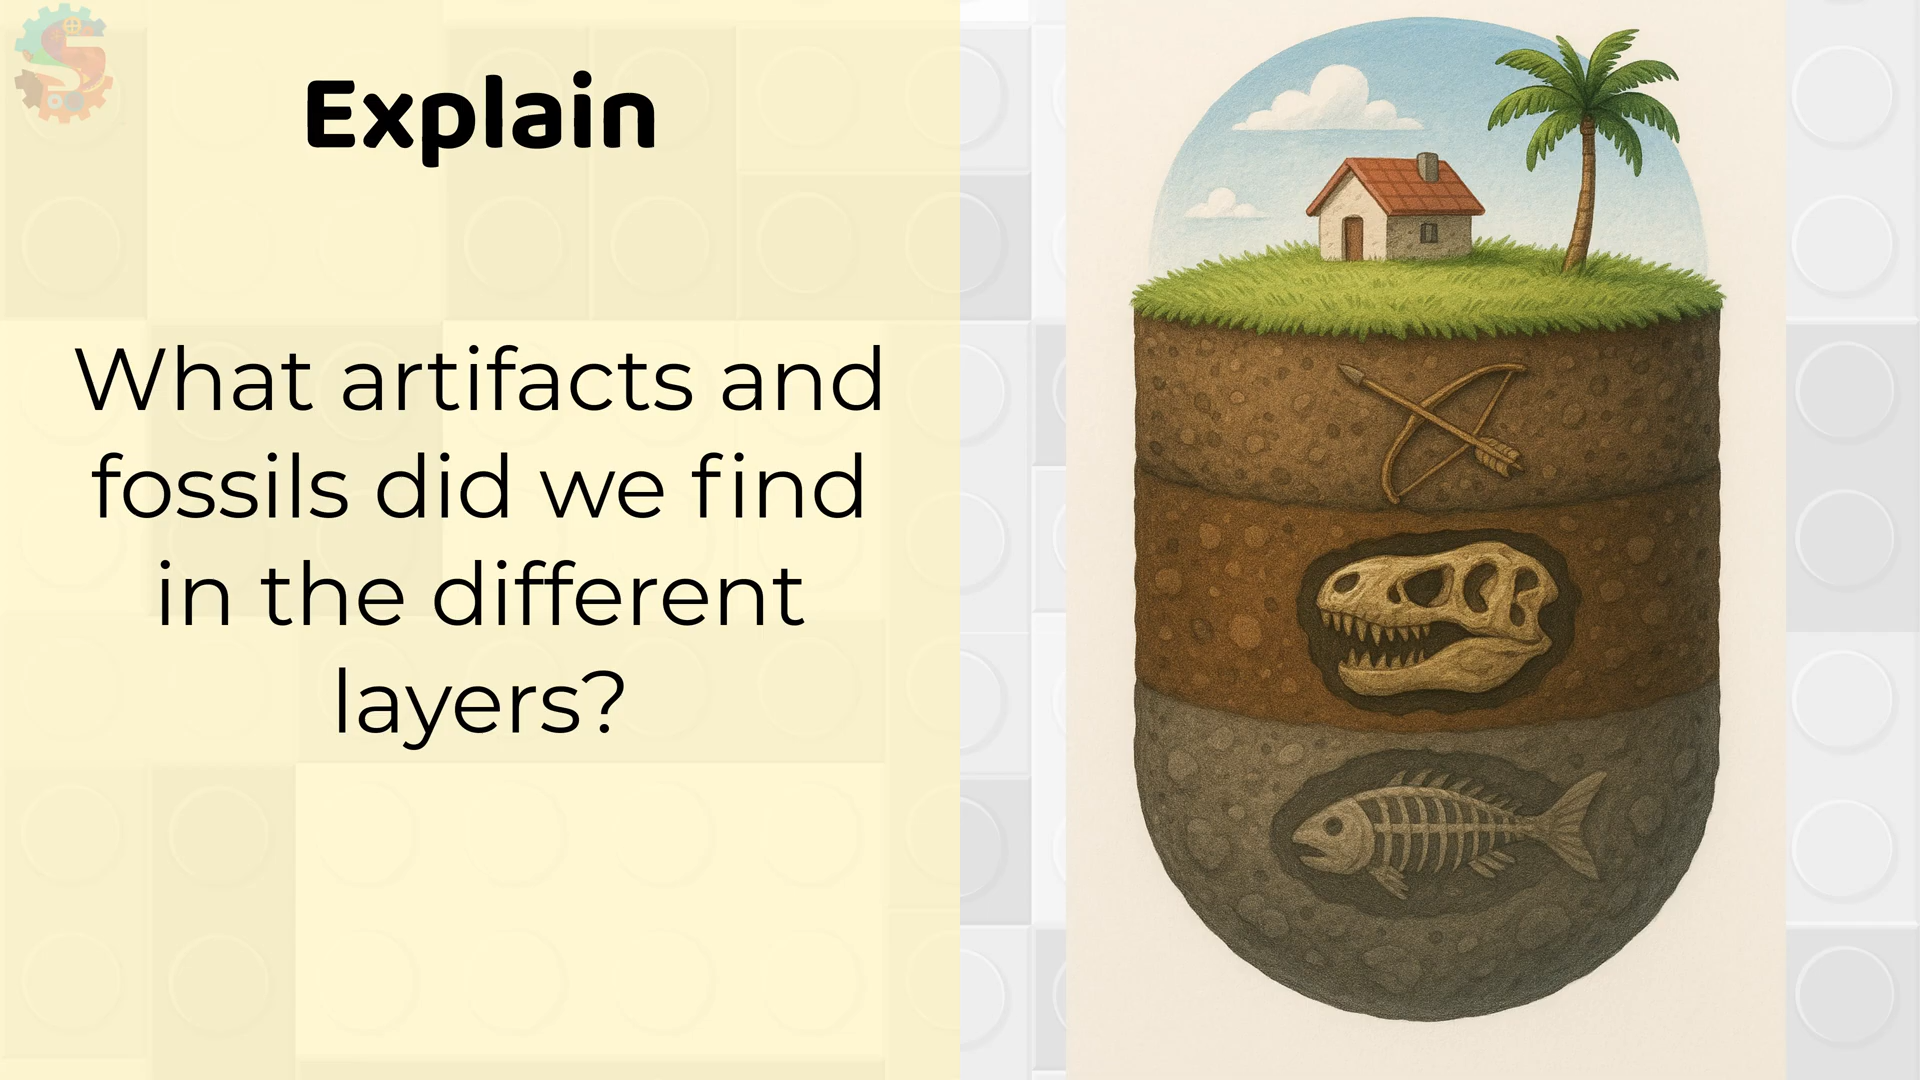 Explain
What artifacts and
fossils did we find
in the different
layers?